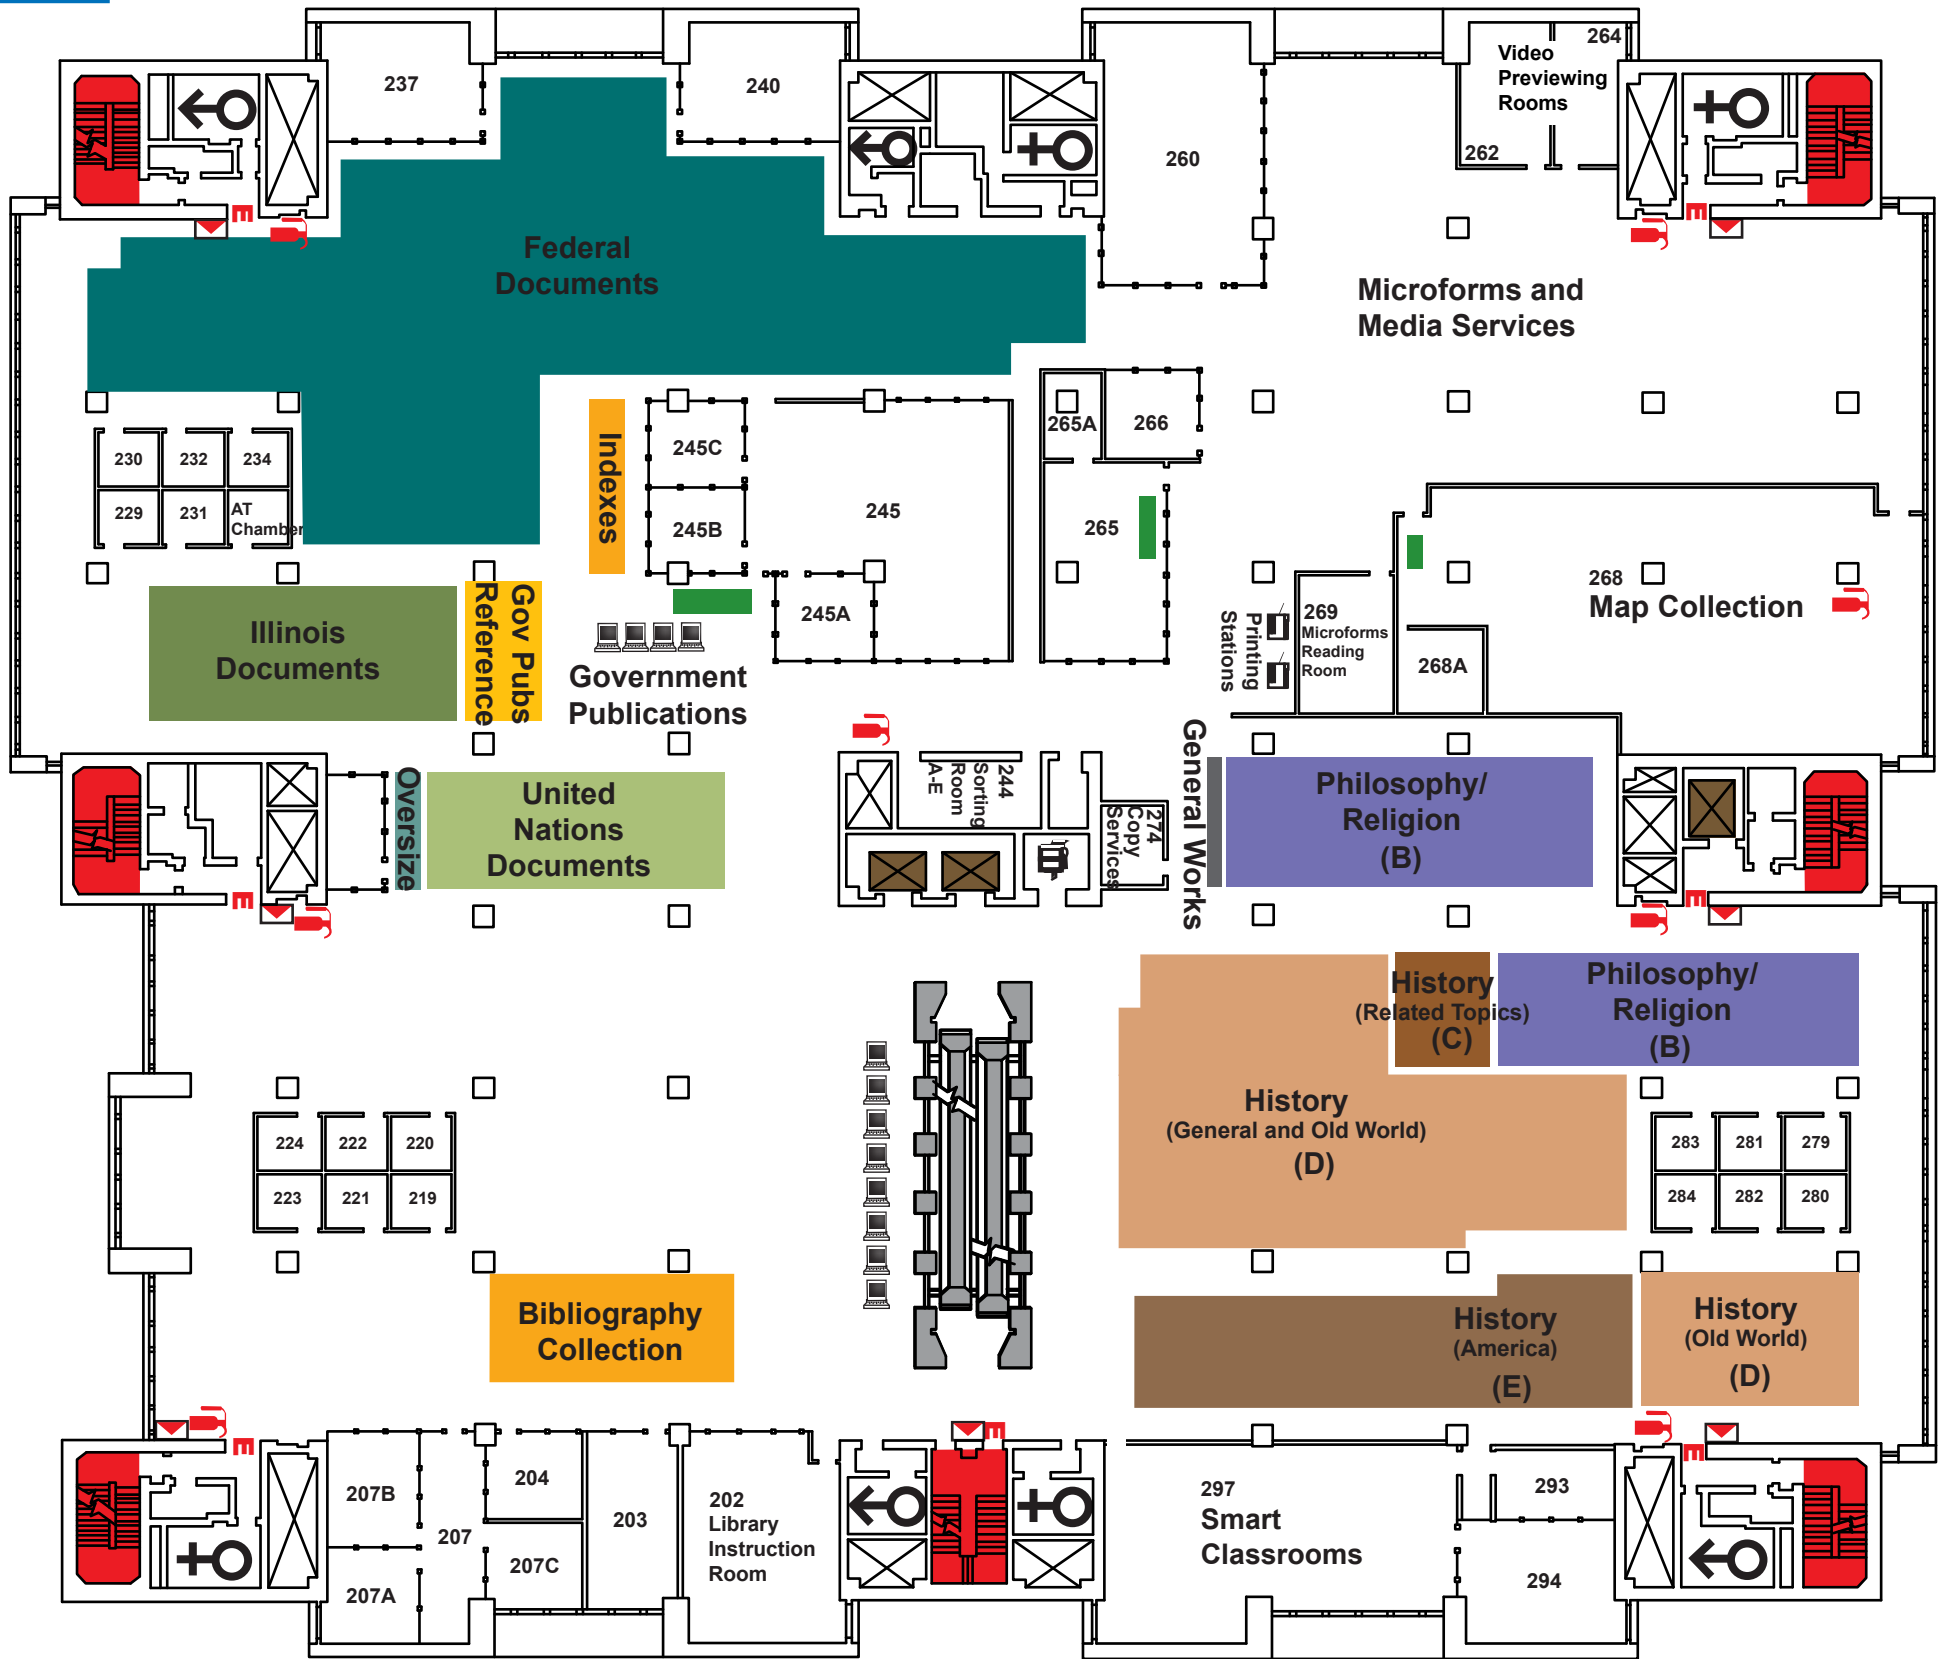 237
240
260
Video
Previewing
Rooms
264
262
E
E
Federal
Documents
Microforms and
Media Services
230
232
234
229
231
AT
Chamber
Indexes
245C
245B
245
245A
265A
266
265
268
Map Collection
269
Microforms
Reading
Room
268A
Printing
Stations
Illinois
Documents
Gov Pubs
Reference
Government
Publications
Oversize
United
Nations
Documents
244
Sorting
Room
A-E
274
Copy
Services
General Works
Philosophy/
Religion
(B)
E
E
History
(Related Topics)
(C)
Philosophy/
Religion
(B)
History
(General and Old World)
(D)
224
222
220
223
221
219
283
281
279
284
282
280
Bibliography
Collection
History
(America)
(E)
History
(Old World)
(D)
E
E
E
207B
207
207A
204
207C
203
202
Library
Instruction
Room
297
Smart
Classrooms
293
294